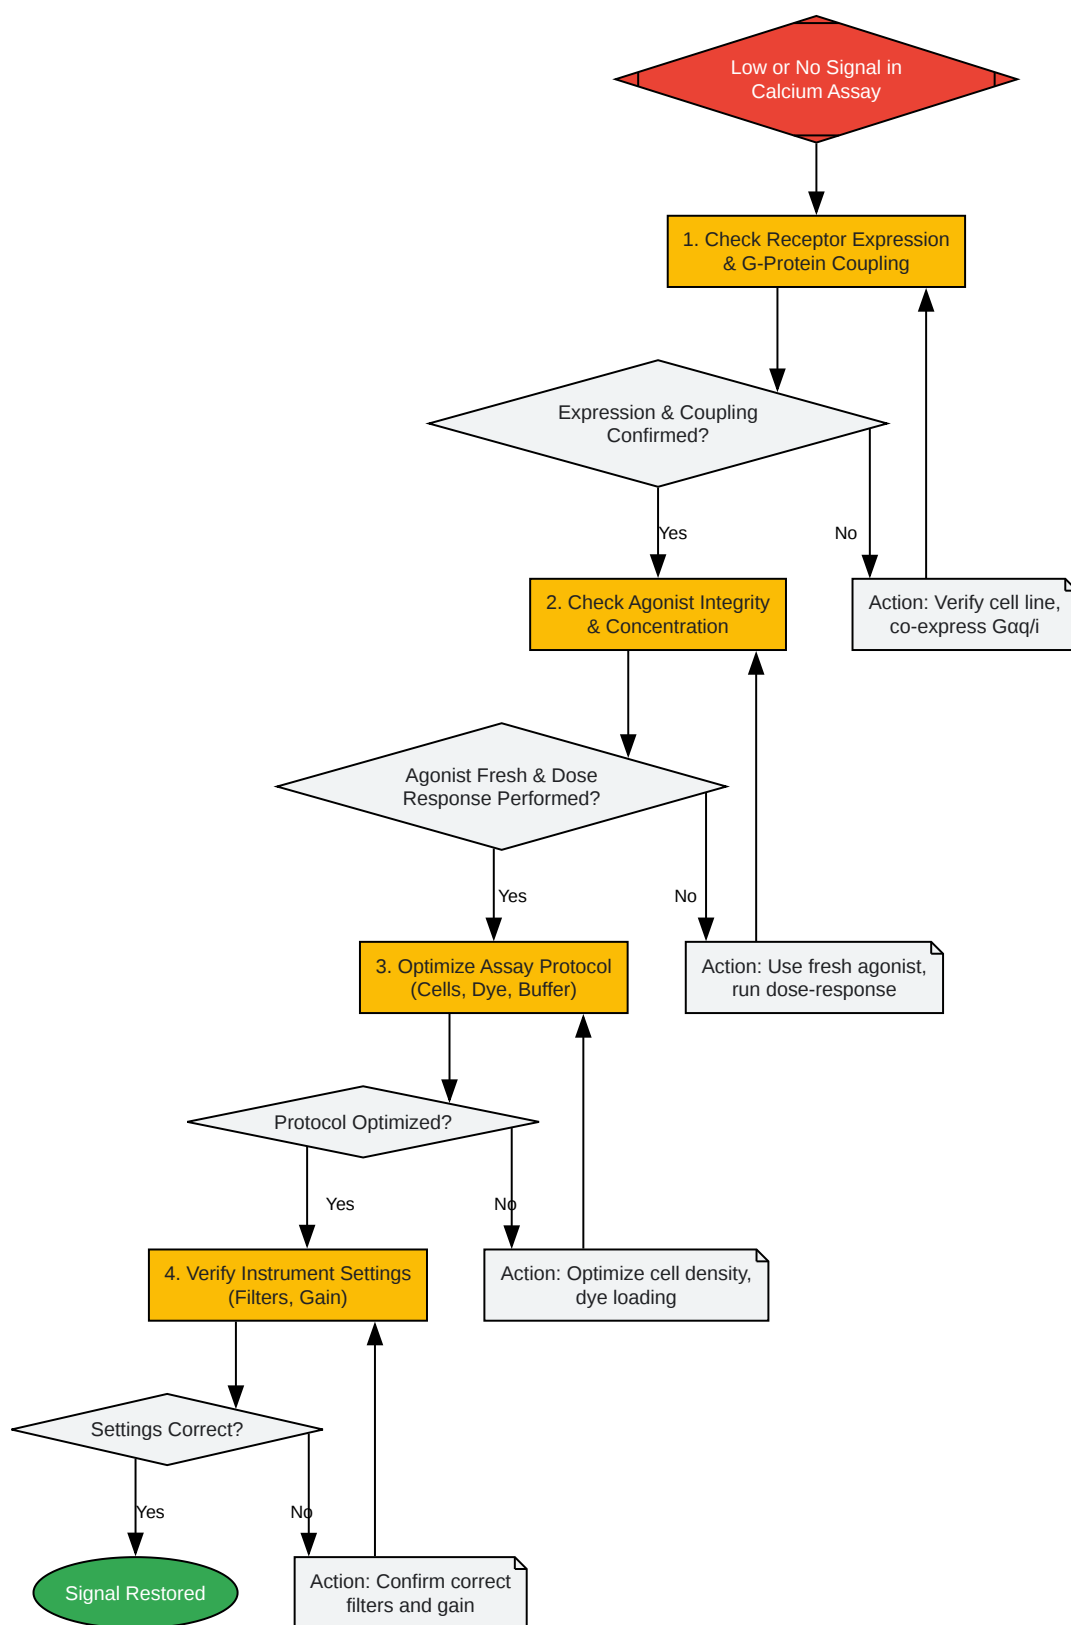 Low or No Signal in
Calcium Assay
1. Check Receptor Expression
& G-Protein Coupling
Expression & Coupling
Confirmed?
Yes
No
2. Check Agonist Integrity
& Concentration
Action: Verify cell line,
co-express Gαq/i
Agonist Fresh & Dose
Response Performed?
Yes
No
3. Optimize Assay Protocol
(Cells, Dye, Buffer)
Action: Use fresh agonist,
run dose-response
Protocol Optimized?
Yes
No
4. Verify Instrument Settings
(Filters, Gain)
Action: Optimize cell density,
dye loading
Settings Correct?
Yes
No
Signal Restored
Action: Confirm correct
filters and gain